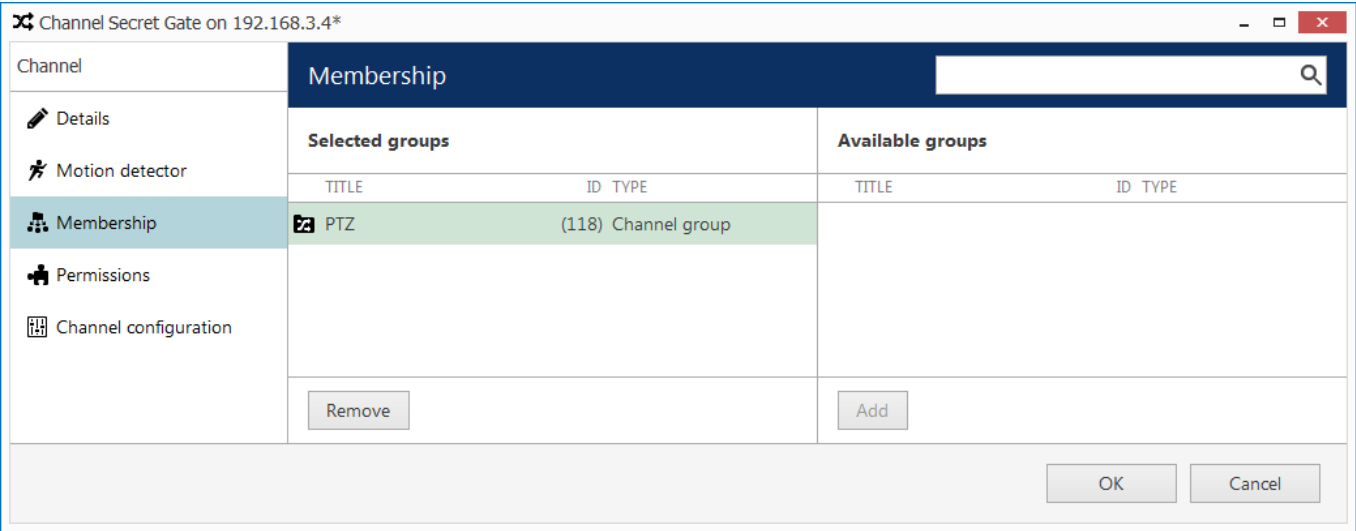 Channel Secret Gate on 192.168.3.4*
Channel
Details
Motion detector
Membership
Permissions
Channel configuration
Membership
Selected groups
TITLE ID TYPE
PTZ (118) Channel group
Remove
Available groups
TITLE ID TYPE
Add
OK Cancel